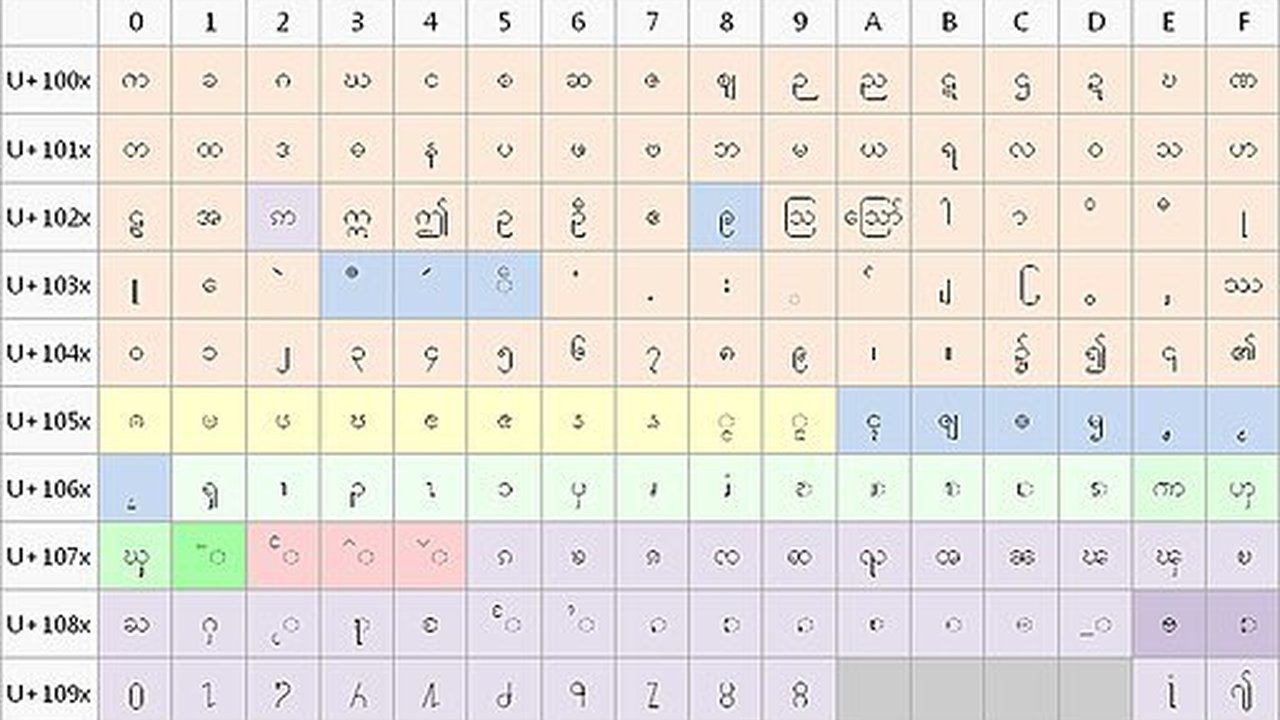 0 1 2 3 4 5 6 7 8 9 A B C D E F
U+100x က ခ ဂ ဃ င စ ဆ ဇ ဈ ဉ ည ဋ ဌ ဍ ဎ ဏ
U+101x တ ထ ဒ ဓ န ပ ဖ ဗ ဘ မ ယ ရ လ ဝ သ ဟ
U+102x ဠ အ ဢ ဣ ဤ ဥ ဦ ဧ ဨ ဩ ဪ ါ ာ ိ ီ ု
U+103x ူ ေ ဲ ဳ ဴ ဵ ံ ့ း ္ ် ျ ြ ွ ှ ဿ
U+104x ၀ ၁ ၂ ၃ ၄ ၅ ၆ ၇ ၈ ၉ ၊ ။ ၌ ၍ ၎ ၏
U+105x ၐ ၑ ၒ ၓ ၔ ၕ ၖ ၗ ၘ ၙ ၚ ၛ ၜ ၝ ၞ ၟ
U+106x ၠ ၡ ၢ ၣ ၤ ၥ ၦ ၧ ၨ ၩ ၪ ၫ ၬ ၭ ၮ ၯ
U+107x ၰ ၱ ၲ ၳ ၴ ၵ ၶ ၷ ၸ ၹ ၺ ၻ ၼ ၽ ၾ ၿ
U+108x ႀ ႁ ႂ ႃ ႄ ႅ ႆ ႇ ႈ ႉ ႊ ႋ ႌ ႍ ႎ ႏ
U+109x ႐ ႑ ႒ ႓ ႔ ႕ ႖ ႗ ႘ ႙ ႞ ႟